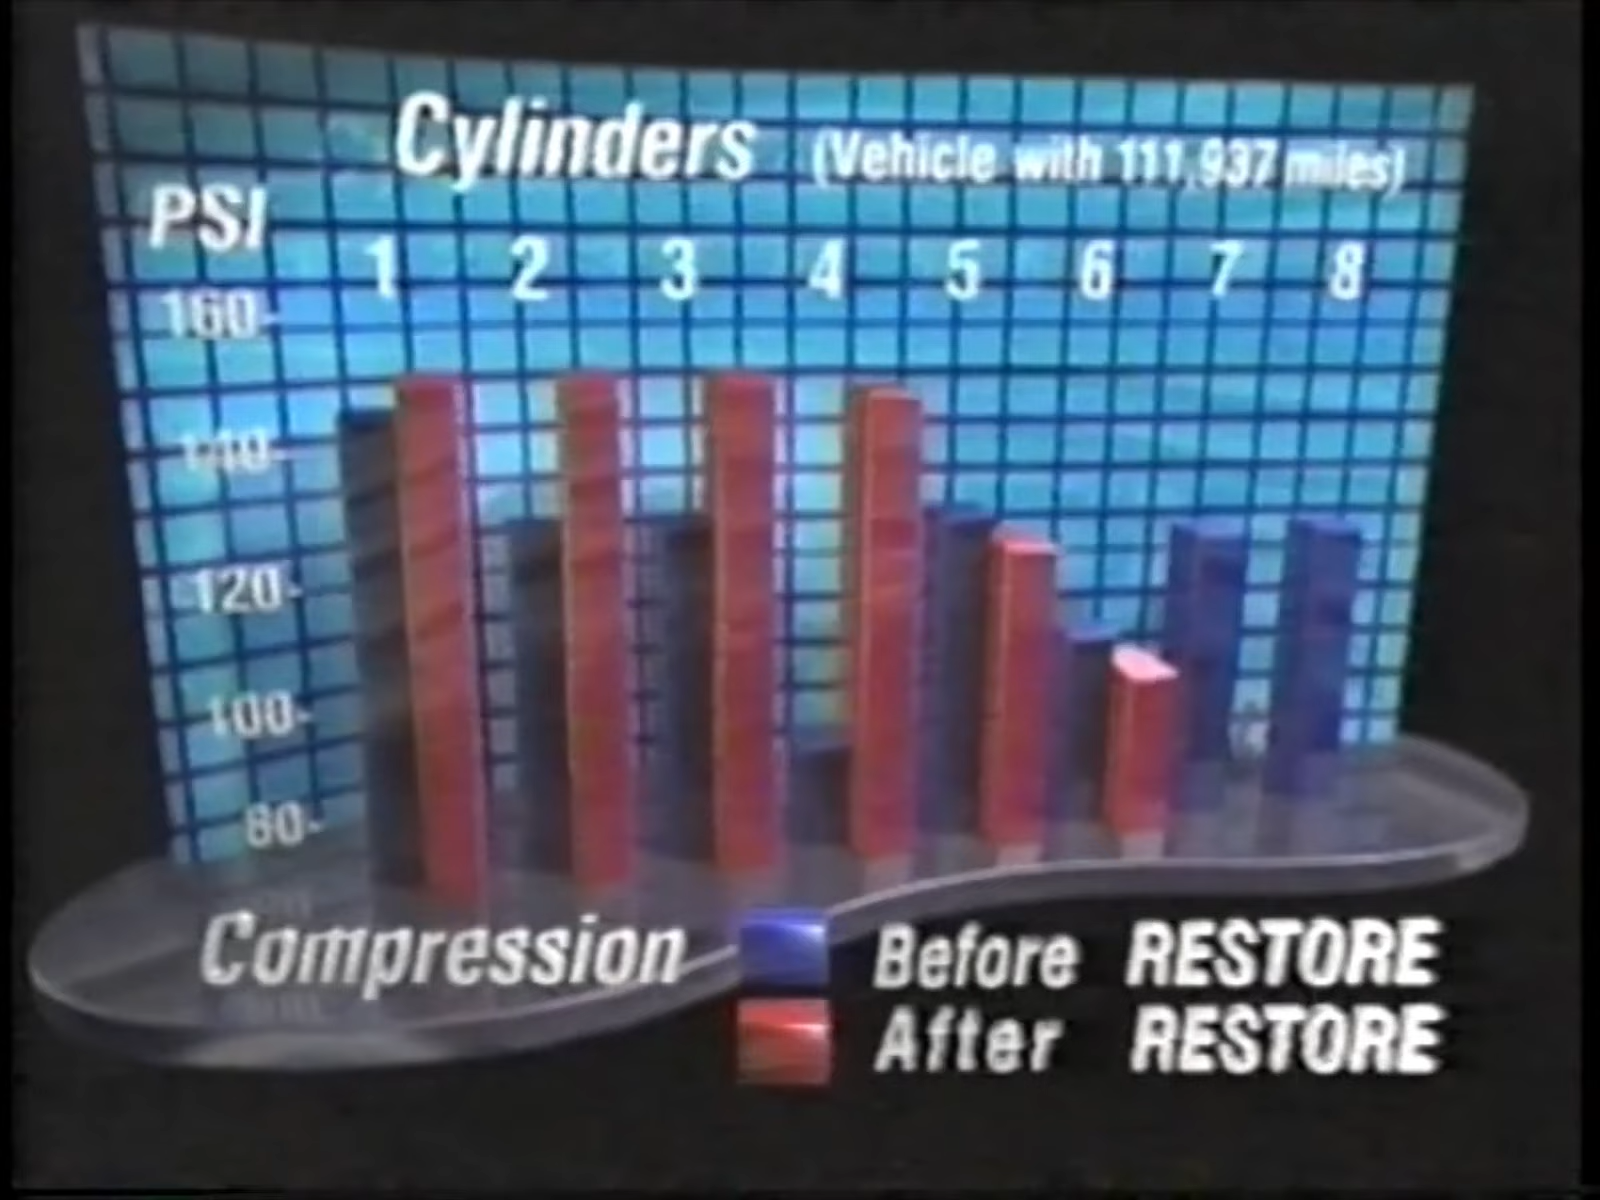 Cylinders (Vehicle with 111,937 miles)
PSI
1 2 3 4 5 6 7 8
160-
140-
120-
100-
80-
Compression
Before RESTORE
After RESTORE